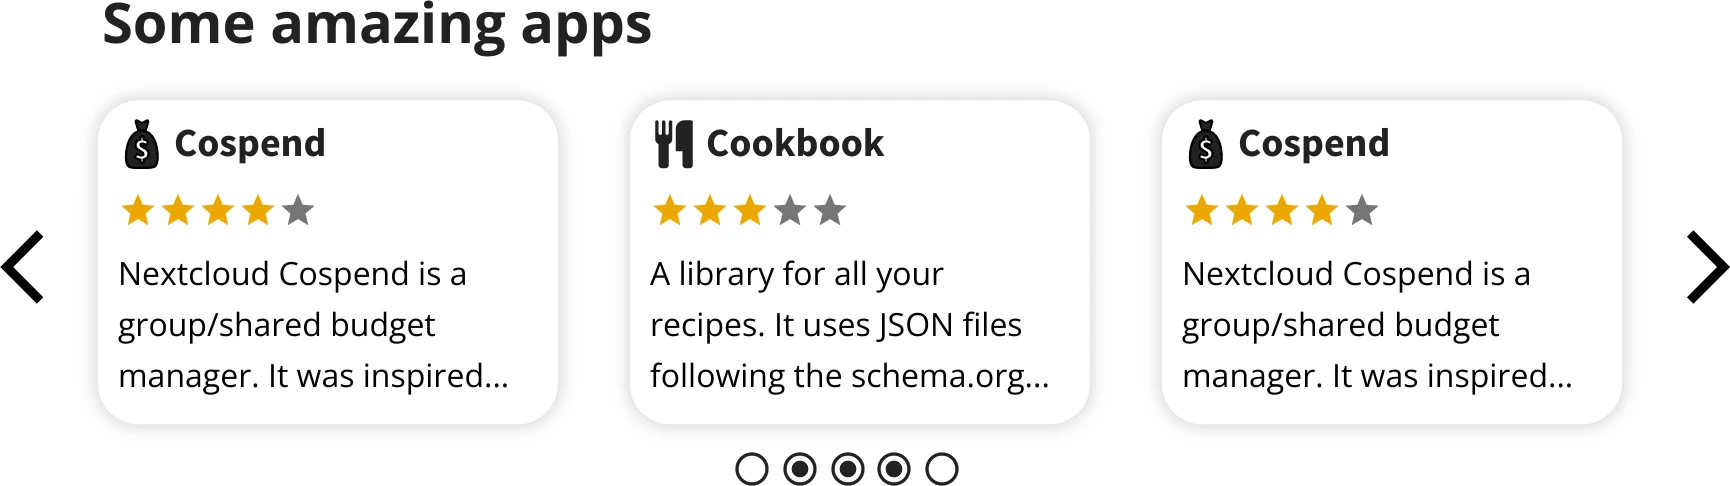 Some amazing apps
Cospend
Nextcloud Cospend is a
group/shared budget
manager. It was inspired...
Cookbook
A library for all your
recipes. It uses JSON files
following the schema.org...
Cospend
Nextcloud Cospend is a
group/shared budget
manager. It was inspired...